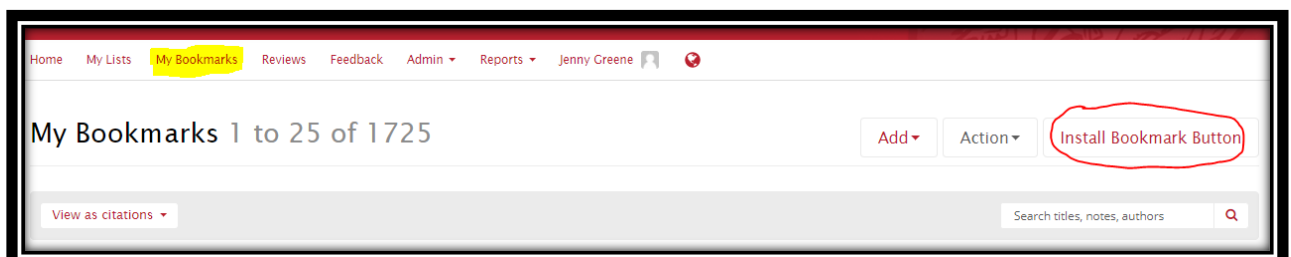 Home My Lists My Bookmarks Reviews Feedback Admin Reports Jenny Greene
My Bookmarks 1 to 25 of 1725
Add Action Install Bookmark Button
View as citations Search titles, notes, authors